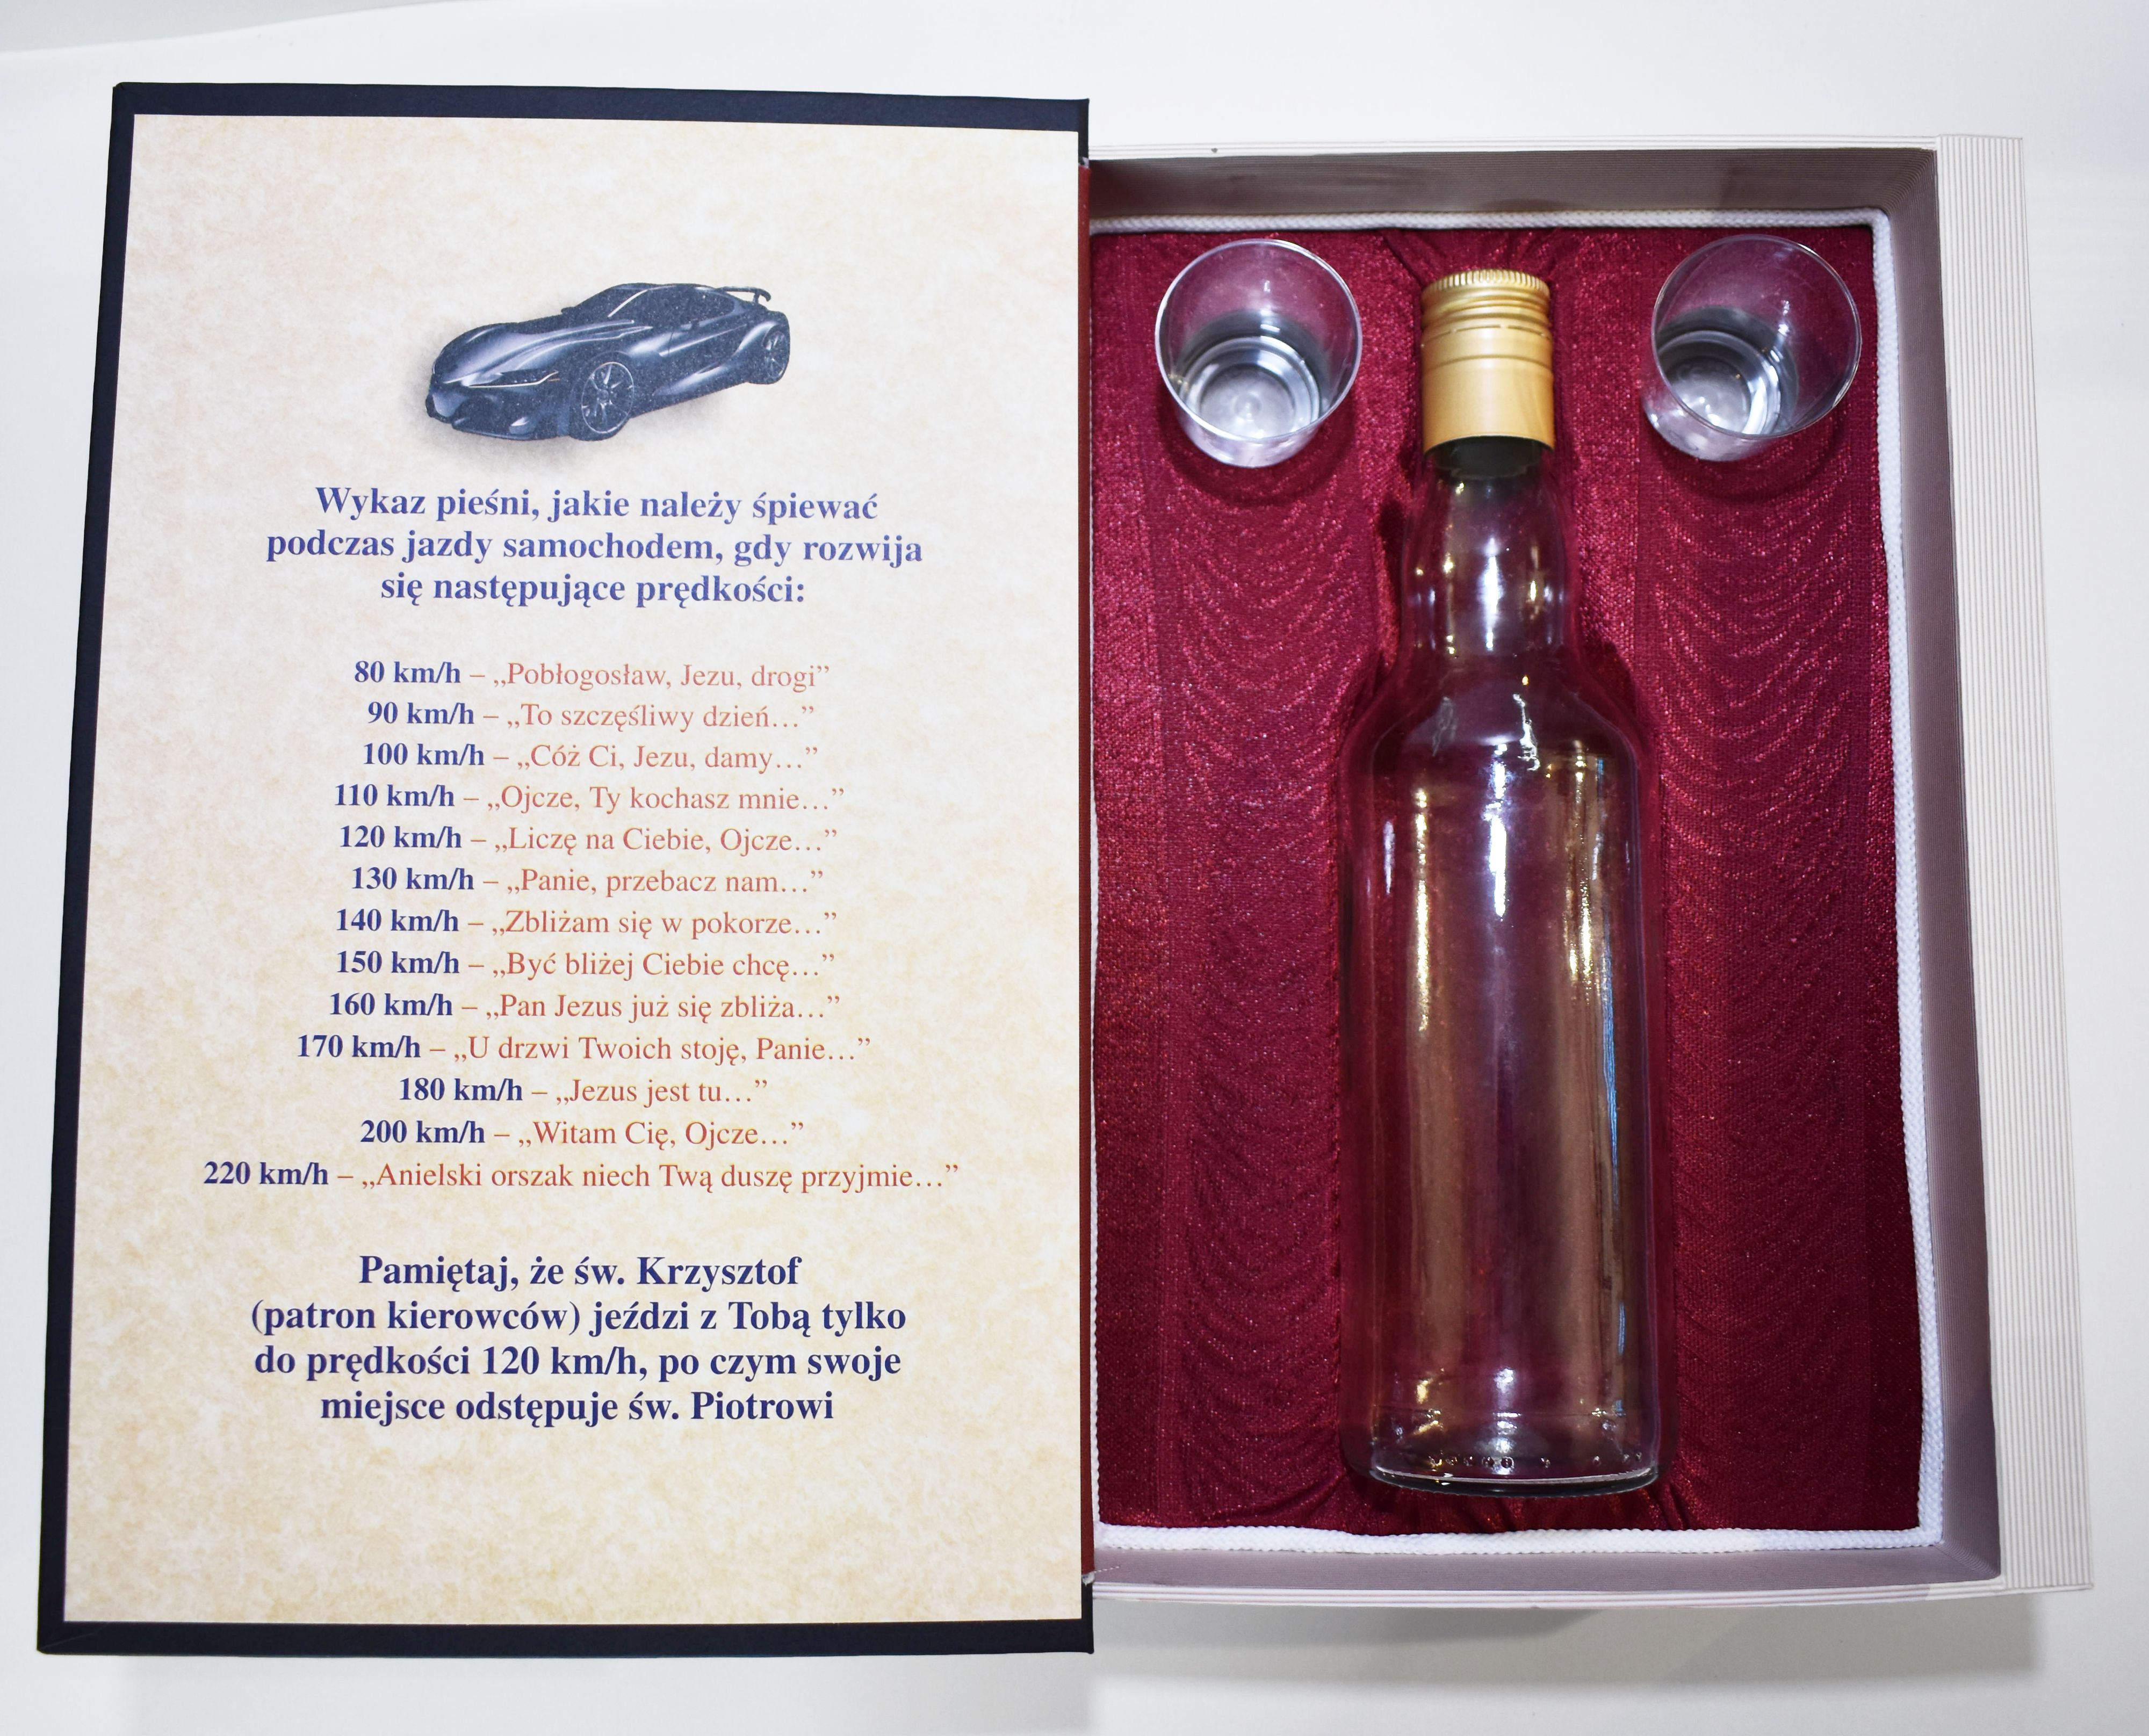 Wykaz pieśni, jakie należy śpiewać
podczas jazdy samochodem, gdy rozwija
się następujące prędkości:
80 km/h – „Pobłogosław, Jezu, drogi”
90 km/h – „To szczęśliwy dzień…”
100 km/h – „Cóż Ci, Jezu, damy…”
110 km/h – „Ojcze, Ty kochasz mnie…”
120 km/h – „Liczę na Ciebie, Ojcze…”
130 km/h – „Panie, przebacz nam…”
140 km/h – „Zbliżam się w pokorze…”
150 km/h – „Być bliżej Ciebie chcę…”
160 km/h – „Pan Jezus już się zbliża…”
170 km/h – „U drzwi Twoich stoję, Panie…”
180 km/h – „Jezus jest tu…”
200 km/h – „Witam Cię, Ojcze…”
220 km/h – „Anielski orszak niech Twą duszę przyjmie…”
Pamiętaj, że św. Krzysztof
(patron kierowców) jeździ z Tobą tylko
do prędkości 120 km/h, po czym swoje
miejsce odstępuje św. Piotrowi